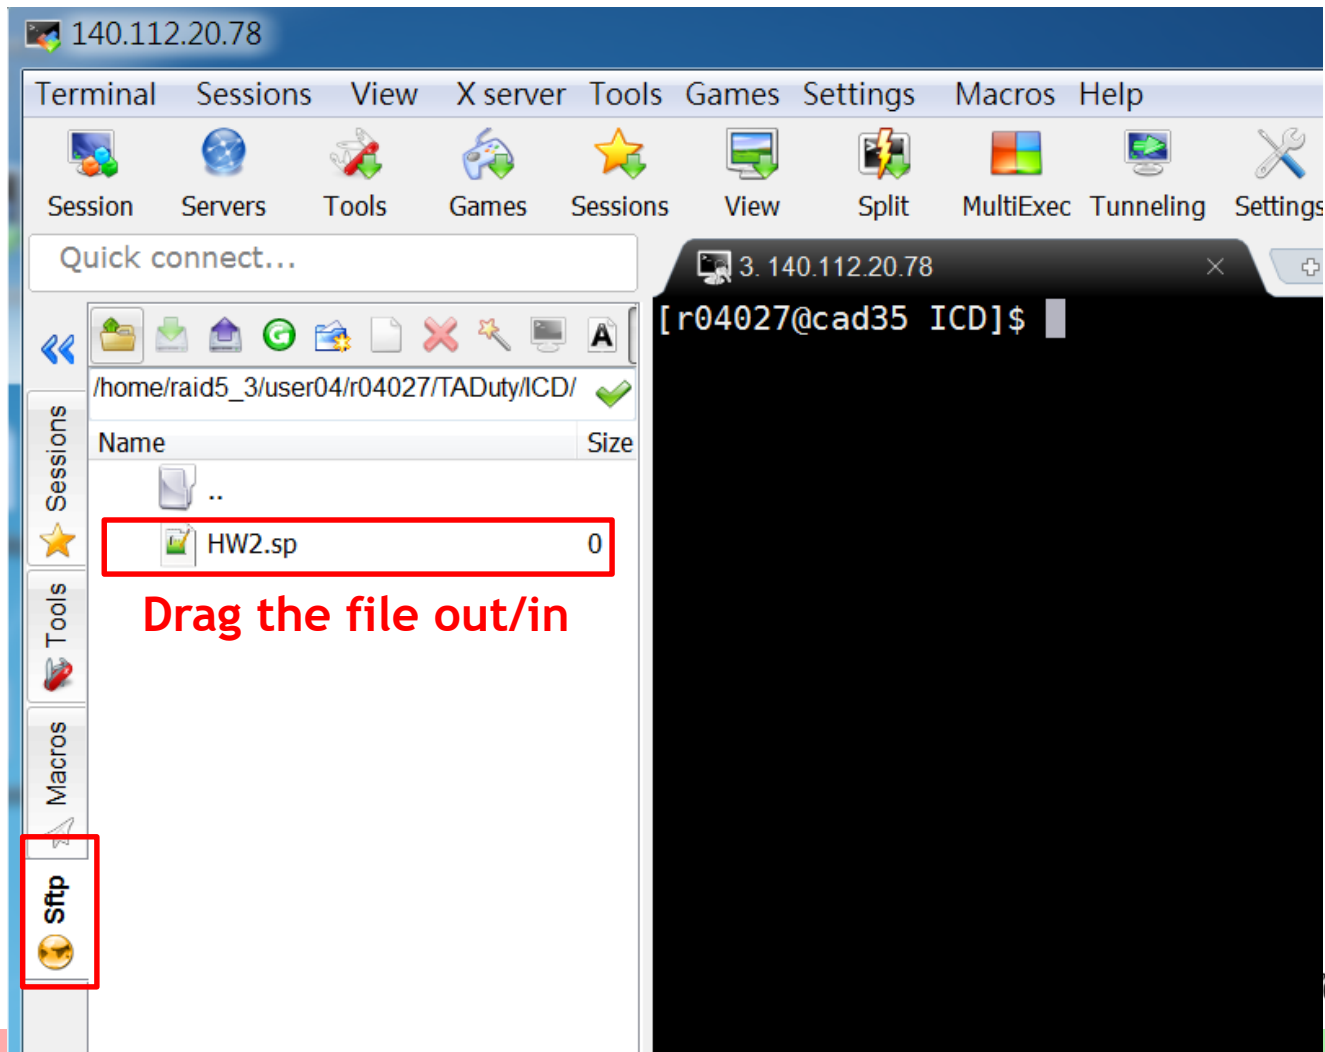 140.112.20.78
Terminal Sessions View X server Tools Games Settings Macros Help
Session Servers Tools Games Sessions View Split MultiExec Tunneling Settings
Quick connect...
3. 140.112.20.78
[r04027@cad35 ICD]$
/home/raid5_3/user04/r04027/TADuty/ICD/
Name Size
..
HW2.sp 0
Drag the file out/in
Sessions
Tools
Macros
Sftp